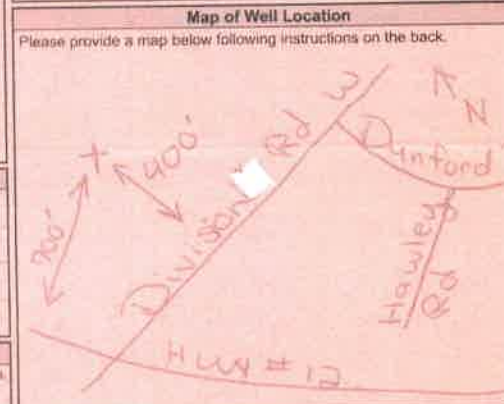 Map of Well Location
Please provide a map below following instructions on the back.
N
Division Rd W
Dunford
400'
Hawley
Rd
HWY # 12